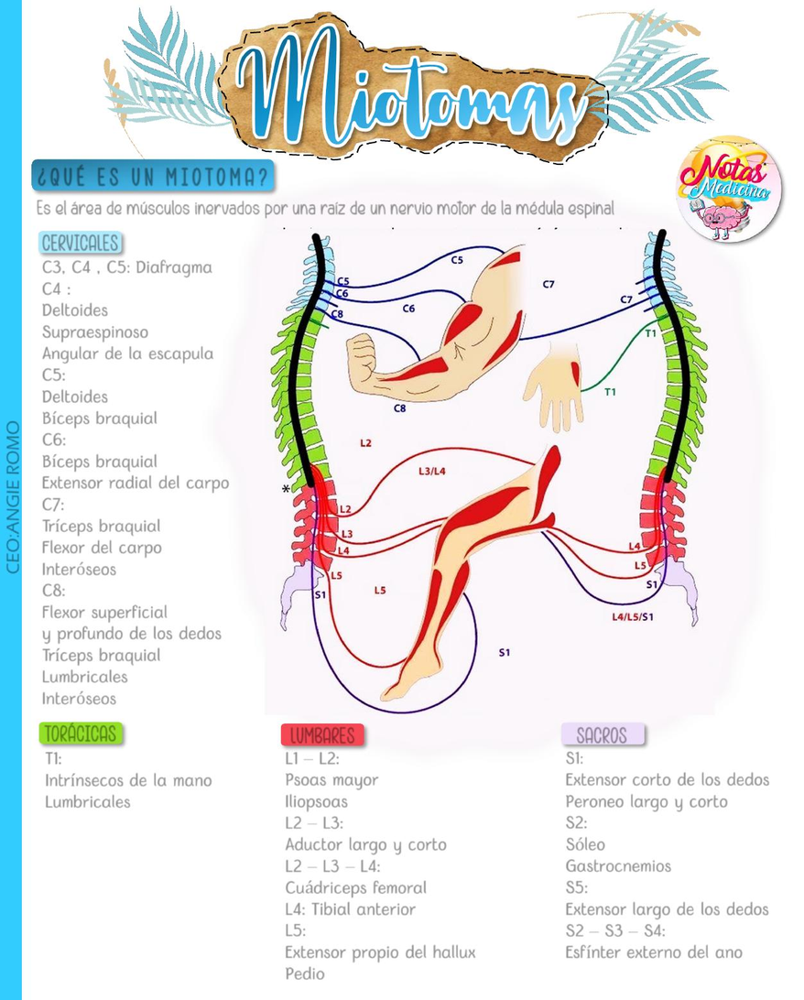 Miotomas
Notas
Medicina
¿QUÉ ES UN MIOTOMA?
Es el área de músculos inervados por una raíz de un nervio motor de la médula espinal
CERVICALES
C3, C4 , C5: Diafragma
C4 :
Deltoides
Supraespinoso
Angular de la escapula
C5:
Deltoides
Bíceps braquial
C6:
Bíceps braquial
Extensor radial del carpo
C7:
Tríceps braquial
Flexor del carpo
Interóseos
C8:
Flexor superficial
y profundo de los dedos
Tríceps braquial
Lumbricales
Interóseos
C5
C5
C6
C6
C8
C8
C7
C7
T1
T1
L2
L3/L4
*
L2
L3
L4
L5
S1
L5
S1
L4
L5
S1
L4/L5/S1
TORÁCICAS
T1:
Intrínsecos de la mano
Lumbricales
LUMBARES
L1 – L2:
Psoas mayor
Iliopsoas
L2 – L3:
Aductor largo y corto
L2 – L3 – L4:
Cuádriceps femoral
L4: Tibial anterior
L5:
Extensor propio del hallux
Pedio
SACROS
S1:
Extensor corto de los dedos
Peroneo largo y corto
S2:
Sóleo
Gastrocnemios
S5:
Extensor largo de los dedos
S2 – S3 – S4:
Esfínter externo del ano
CEO:ANGIE ROMO